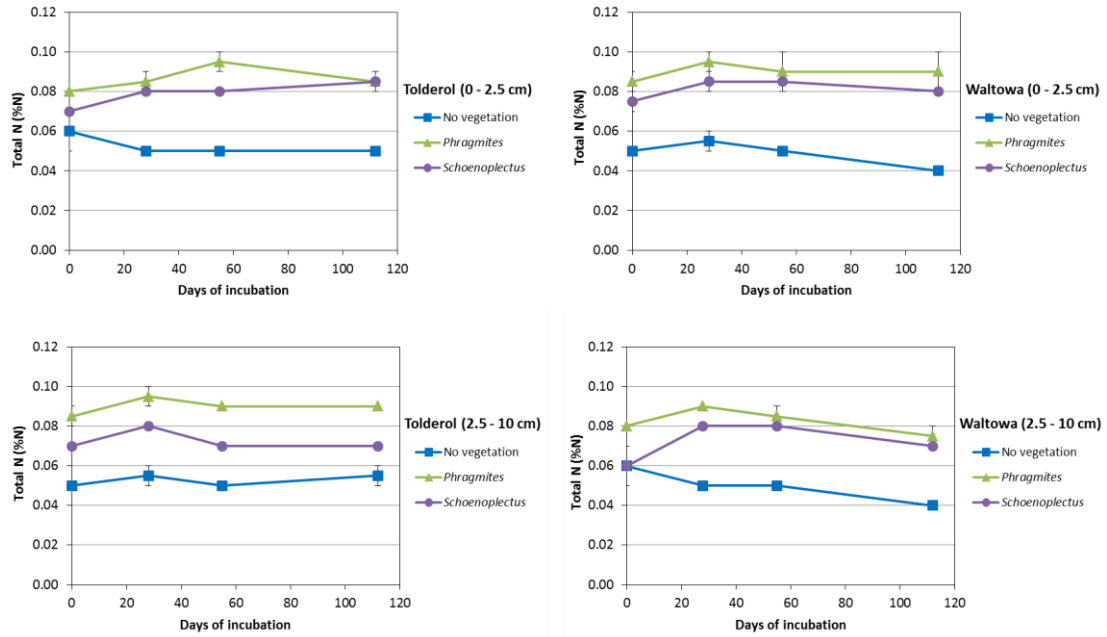 0.12
0.10
0.08
0.06
0.04
0.02
0.00
Total N (%N)
0 20 40 60 80 100 120
Days of incubation
Tolderol (0 - 2.5 cm)
No vegetation
Phragmites
Schoenoplectus
0.12
0.10
0.08
0.06
0.04
0.02
0.00
Total N (%N)
0 20 40 60 80 100 120
Days of incubation
Waltowa (0 - 2.5 cm)
No vegetation
Phragmites
Schoenoplectus
0.12
0.10
0.08
0.06
0.04
0.02
0.00
Total N (%N)
0 20 40 60 80 100 120
Days of incubation
Tolderol (2.5 - 10 cm)
No vegetation
Phragmites
Schoenoplectus
0.12
0.10
0.08
0.06
0.04
0.02
0.00
Total N (%N)
0 20 40 60 80 100 120
Days of incubation
Waltowa (2.5 - 10 cm)
No vegetation
Phragmites
Schoenoplectus